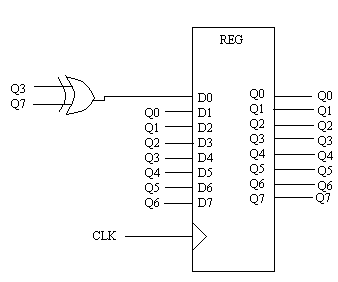 REG
Q3
Q7
D0 Q0 Q0
Q0 D1 Q1 Q1
Q1 D2 Q2 Q2
Q2 D3 Q3 Q3
Q3 D4 Q4 Q4
Q4 D5 Q5 Q5
Q5 D6 Q6 Q6
Q6 D7 Q7 Q7
CLK